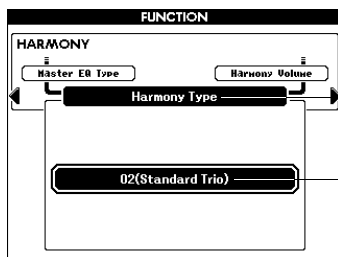 FUNCTION
HARMONY
Master EQ Type
Harmony Volume
Harmony Type
02(Standard Trio)